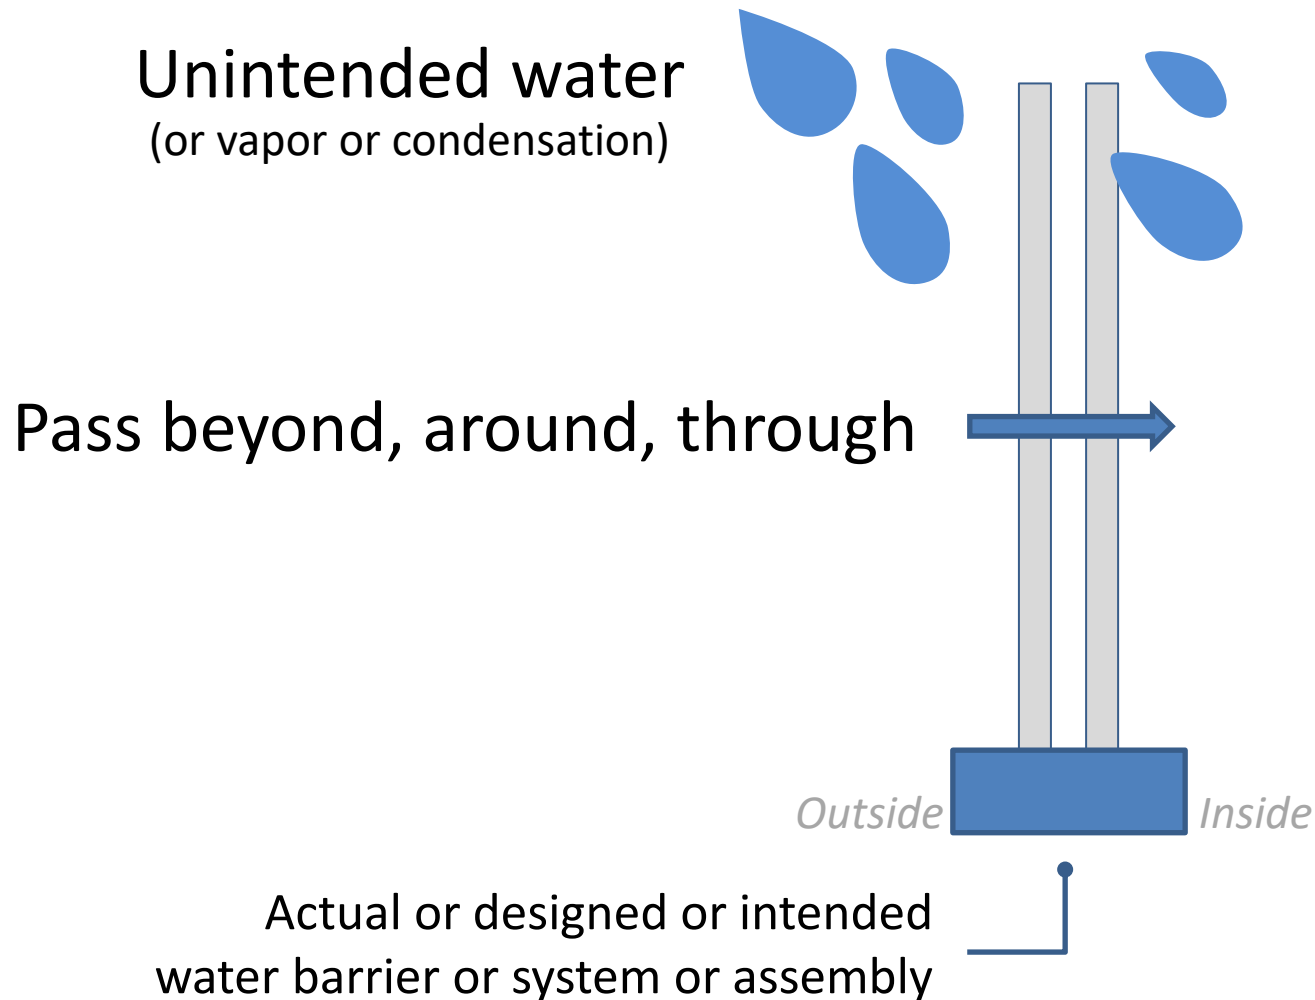 Unintended water
(or vapor or condensation)
Pass beyond, around, through
Outside
Inside
Actual or designed or intended
water barrier or system or assembly